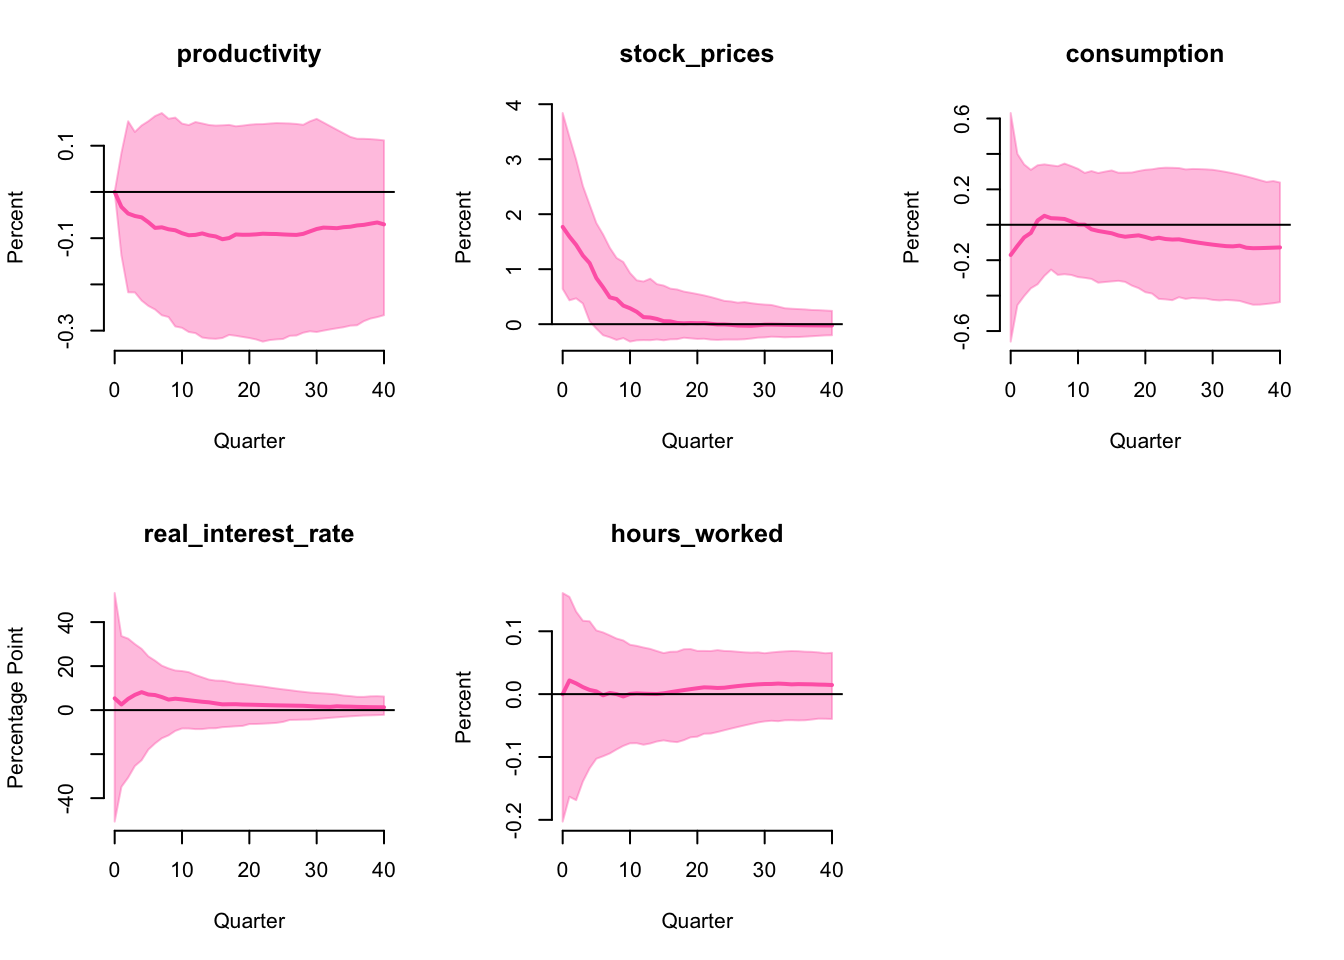 productivity
Percent
0.1
-0.1
-0.3
0 10 20 30 40
Quarter
stock_prices
Percent
4
3
2
1
0
0 10 20 30 40
Quarter
consumption
Percent
0.6
0.2
-0.2
-0.6
0 10 20 30 40
Quarter
real_interest_rate
Percentage Point
40
20
0
-40
0 10 20 30 40
Quarter
hours_worked
Percent
0.1
0.0
-0.1
-0.2
0 10 20 30 40
Quarter